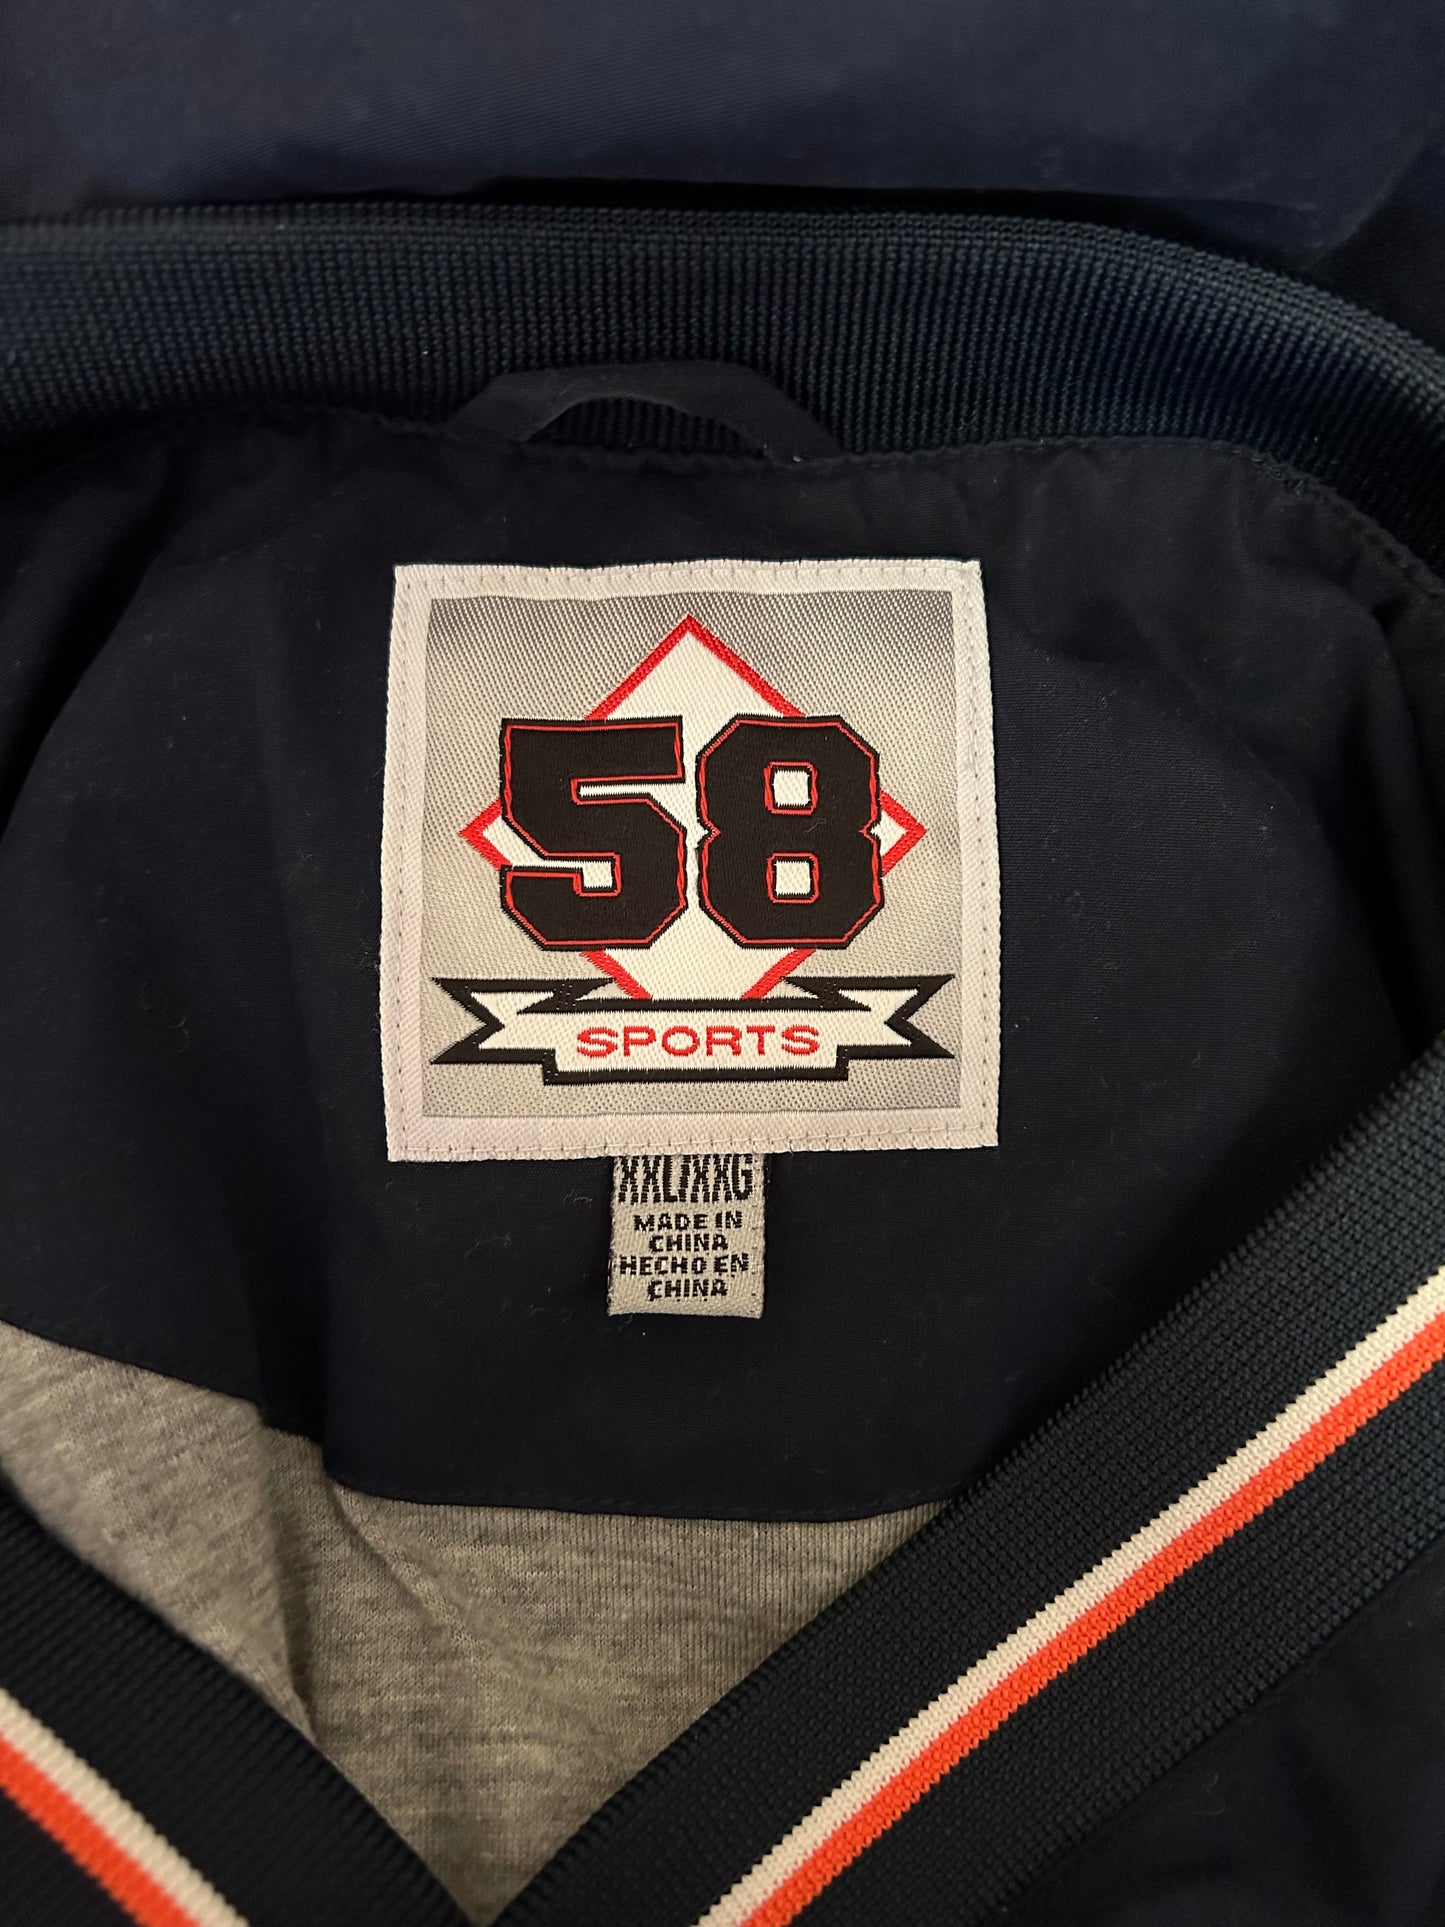 58
SPORTS
XXL/XXG
MADE IN
CHINA
HECHO EN
CHINA